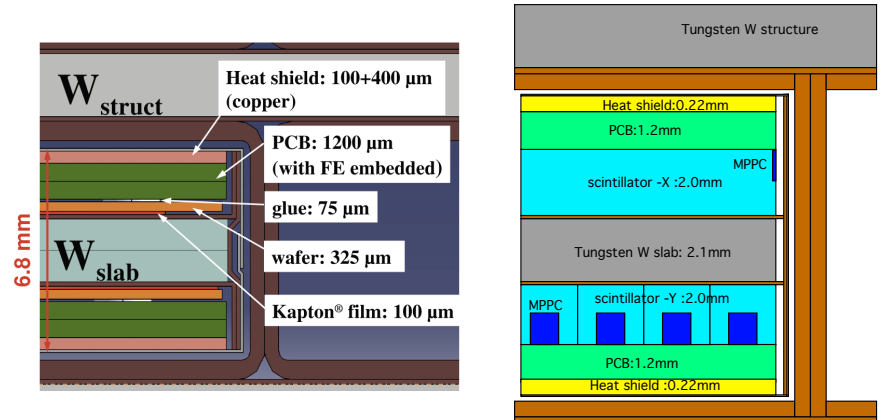 W struct
Heat shield: 100+400 µm
(copper)
PCB: 1200 µm
(with FE embedded)
glue: 75 µm
wafer: 325 µm
W slab
Kapton® film: 100 µm
6.8 mm
Tungsten W structure
Heat shield:0.22mm
PCB:1.2mm
MPPC
scintillator -X :2.0mm
Tungsten W slab: 2.1mm
MPPC
scintillator -Y :2.0mm
PCB:1.2mm
Heat shield :0.22mm